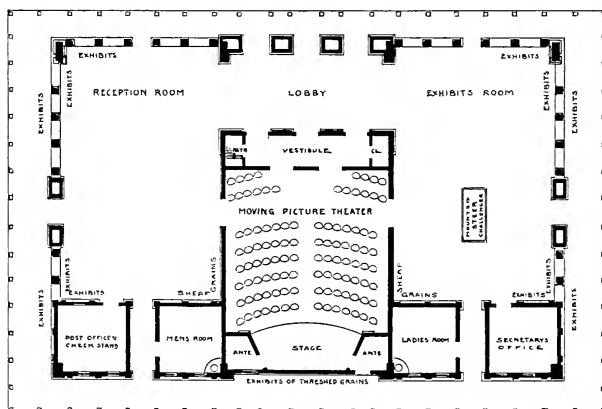 EXHIBITS
EXHIBITS
EXHIBITS
EXHIBITS
EXHIBITS
EXHIBITS
RECEPTION ROOM
LOBBY
EXHIBITS ROOM
VESTIBULE
CL.
MOVING PICTURE THEATER
MOUNTED
STEER
CHALLENGER
EXHIBITS
EXHIBITS
EXHIBITS
SHEAF
GRAINS
SHEAF
GRAINS
EXHIBITS
EXHIBITS
EXHIBITS
POST OFFICE
CHECK STAND
MENS ROOM
ANTE
STAGE
ANTE
LADIES ROOM
SECRETARYS
OFFICE
EXHIBITS OF THRESHED GRAINS